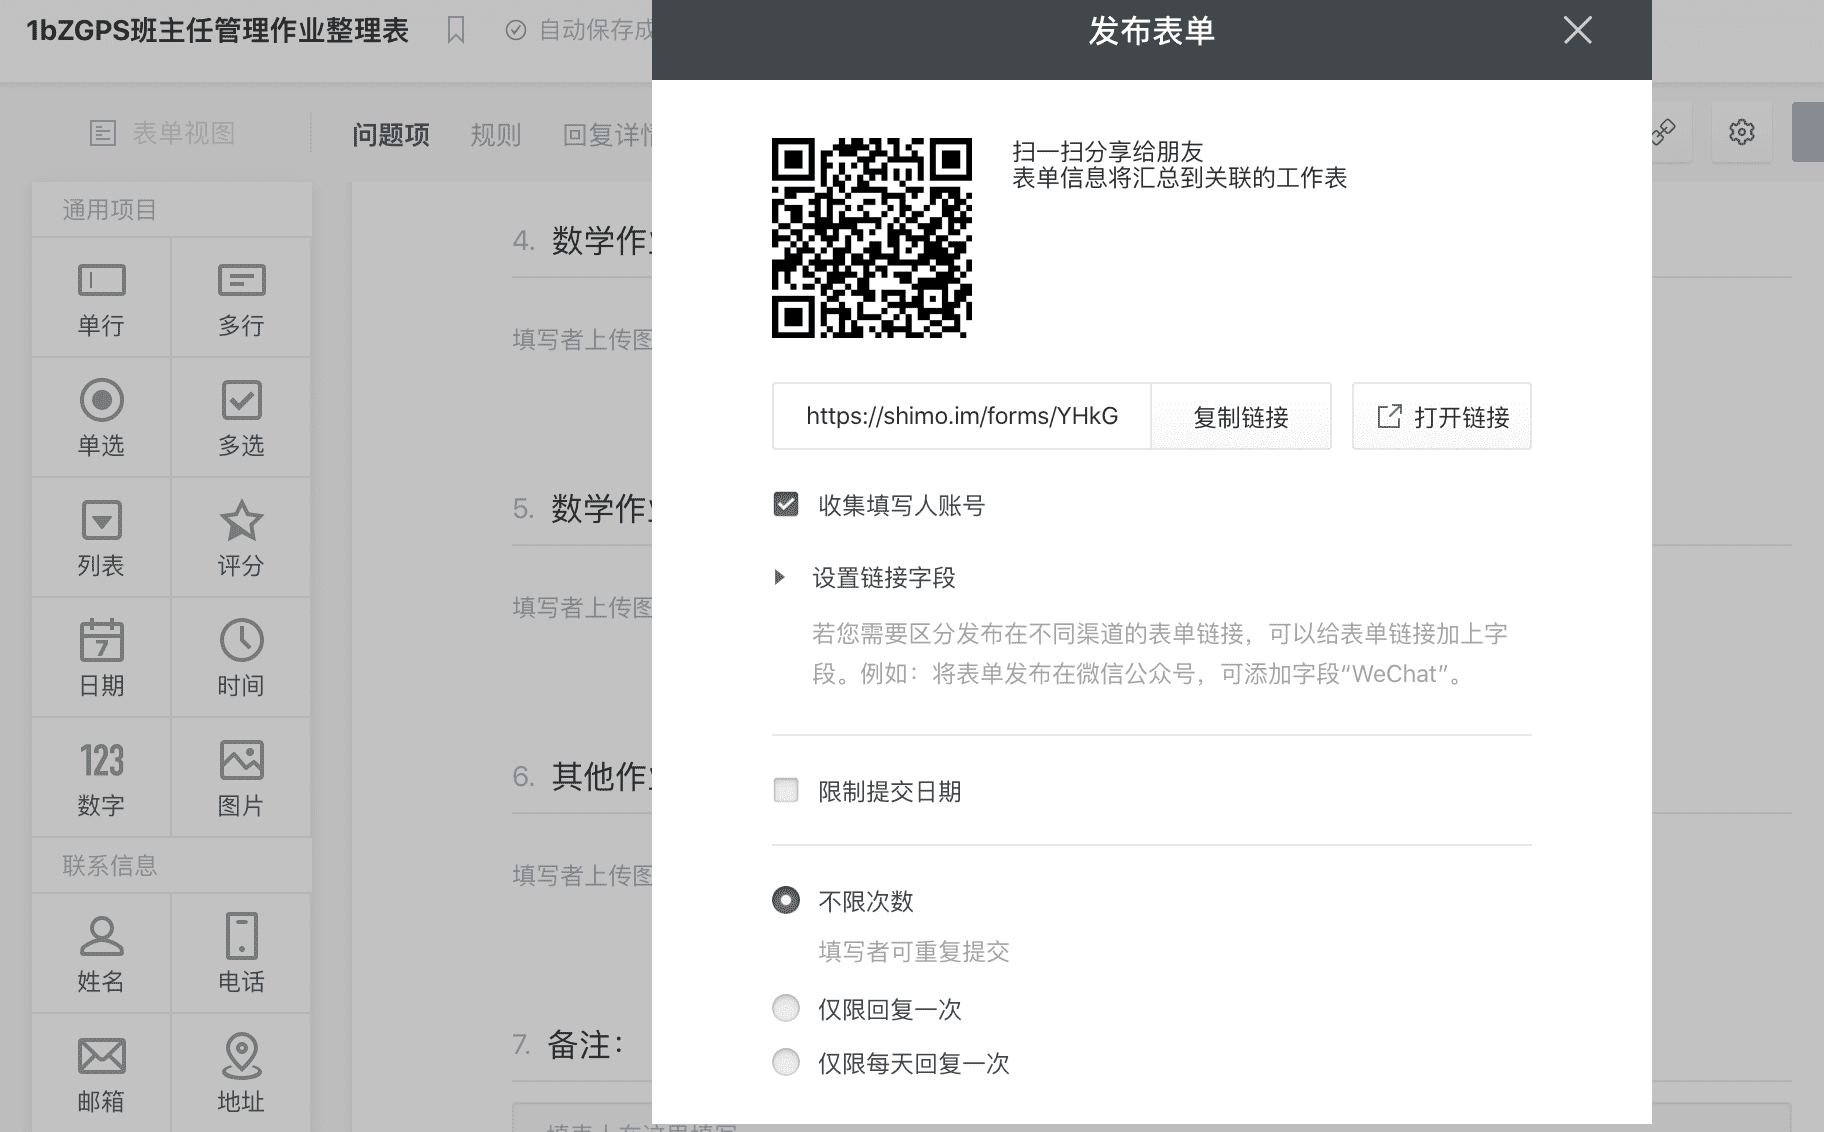 1bZGPS班主任管理作业整理表
自动保存成
发布表单
表单视图
问题项
规则
回复详情
通用项目
单行
多行
单选
多选
列表
评分
7
日期
时间
123
数字
图片
联系信息
姓名
电话
邮箱
地址
4. 数学作业
填写者上传图
5. 数学作业
填写者上传图
6. 其他作业
填写者上传图
7. 备注：
扫一扫分享给朋友
表单信息将汇总到关联的工作表
https://shimo.im/forms/YHkG
复制链接
打开链接
收集填写人账号
设置链接字段
若您需要区分发布在不同渠道的表单链接，可以给表单链接加上字
段。例如：将表单发布在微信公众号，可添加字段“WeChat”。
限制提交日期
不限次数
填写者可重复提交
仅限回复一次
仅限每天回复一次